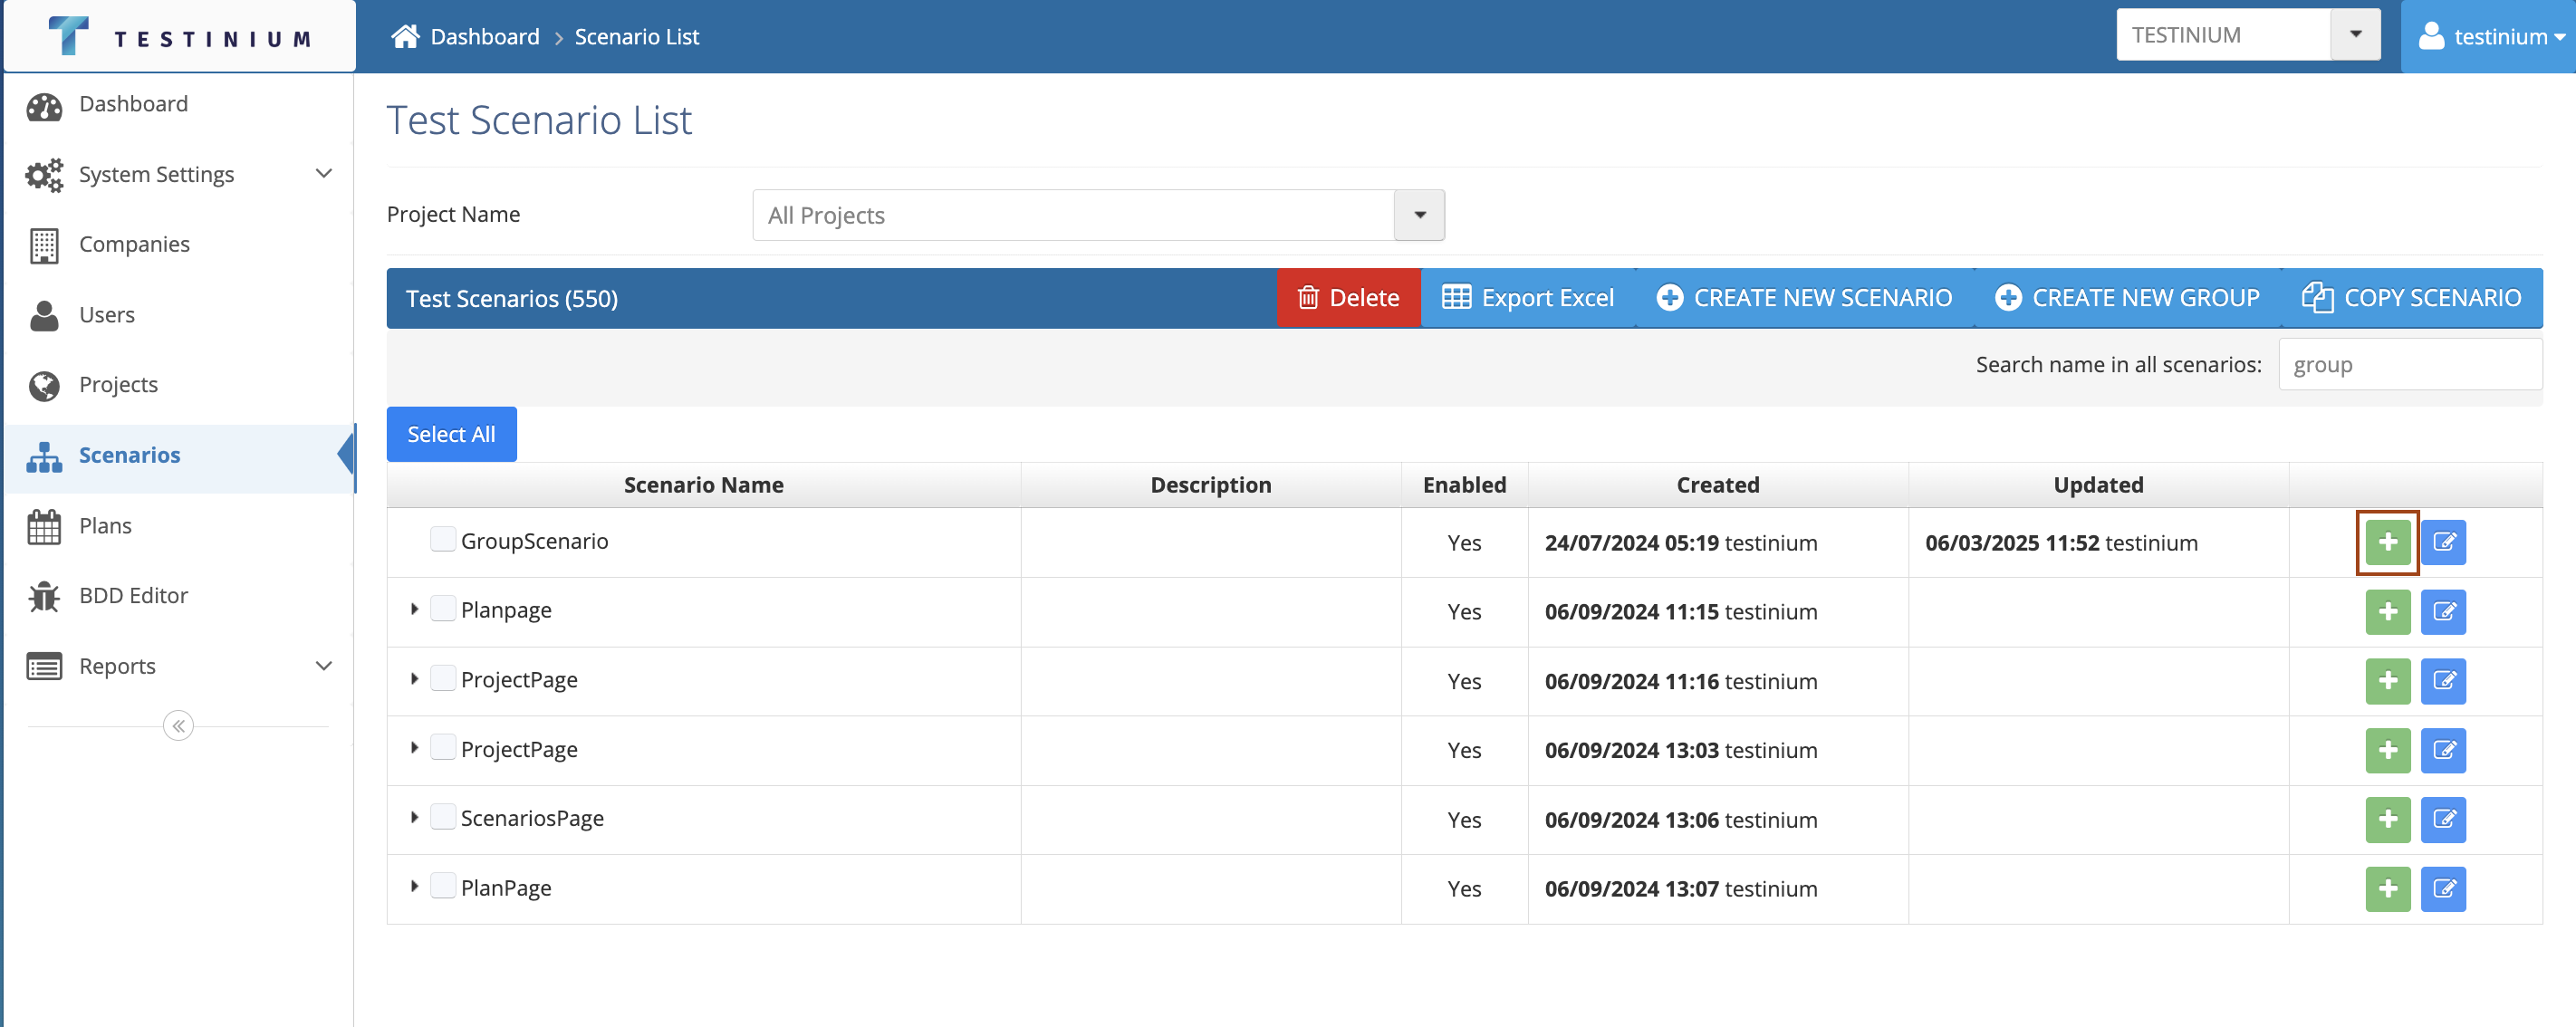 TESTINIUM
Dashboard > Scenario List
TESTINIUM
testinium
Dashboard
System Settings
Companies
Users
Projects
Scenarios
Plans
BDD Editor
Reports
Test Scenario List
Project Name
All Projects
Test Scenarios (550)
Delete
Export Excel
CREATE NEW SCENARIO
CREATE NEW GROUP
COPY SCENARIO
Search name in all scenarios: group
Select All
Scenario Name Description Enabled Created Updated
GroupScenario Yes 24/07/2024 05:19 testinium 06/03/2025 11:52 testinium
Planpage Yes 06/09/2024 11:15 testinium
ProjectPage Yes 06/09/2024 11:16 testinium
ProjectPage Yes 06/09/2024 13:03 testinium
ScenariosPage Yes 06/09/2024 13:06 testinium
PlanPage Yes 06/09/2024 13:07 testinium